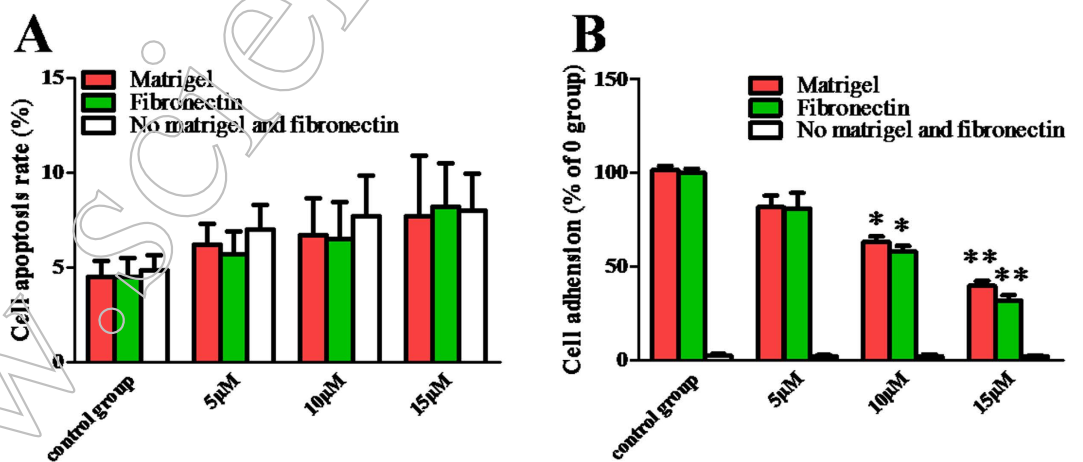 A
Cell apoptosis rate (%)
15
10
5
0
Matrigel
Fibronectin
No matrigel and fibronectin
control group
5μM
10μM
15μM
B
Cell adhension (% of 0 group)
150
100
50
0
Matrigel
Fibronectin
No matrigel and fibronectin
* *
** **
control group
5μM
10μM
15μM
w.scie